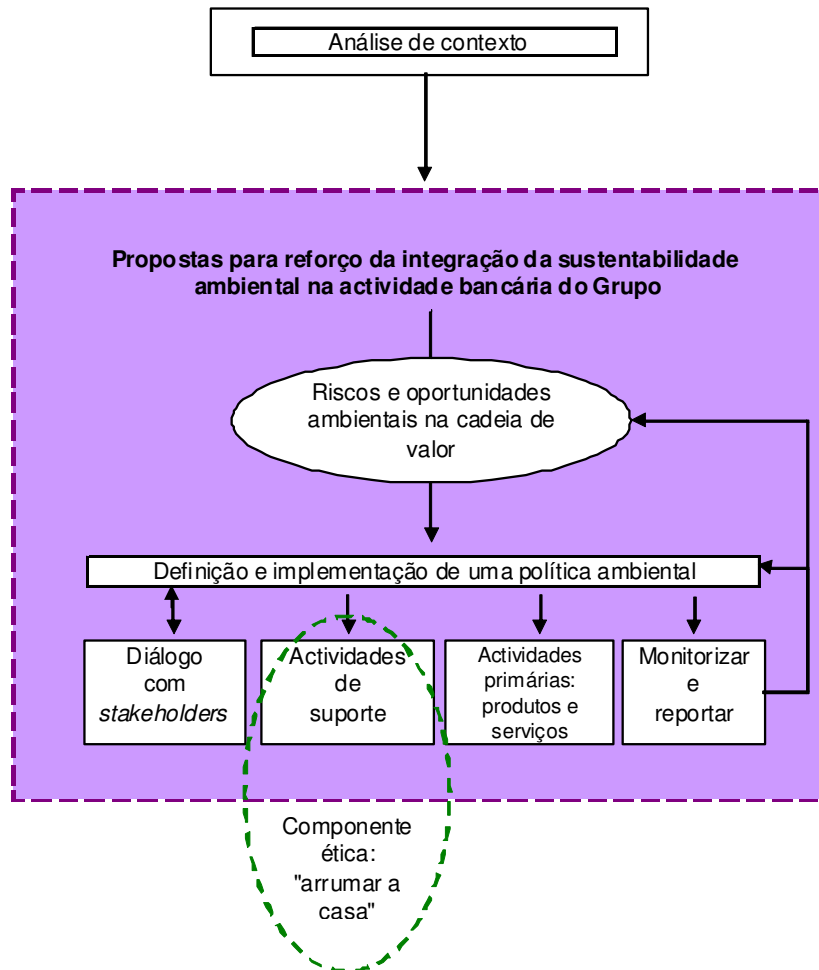 Análise de contexto
Propostas para reforço da integração da sustentabilidade
ambiental na actividade bancária do Grupo
Riscos e oportunidades
ambientais na cadeia de
valor
Definição e implementação de uma política ambiental
Diálogo
com
stakeholders
Actividades
de
suporte
Actividades
primárias:
produtos e
serviços
Monitorizar
e
reportar
Componente
ética:
"arrumar a
casa"